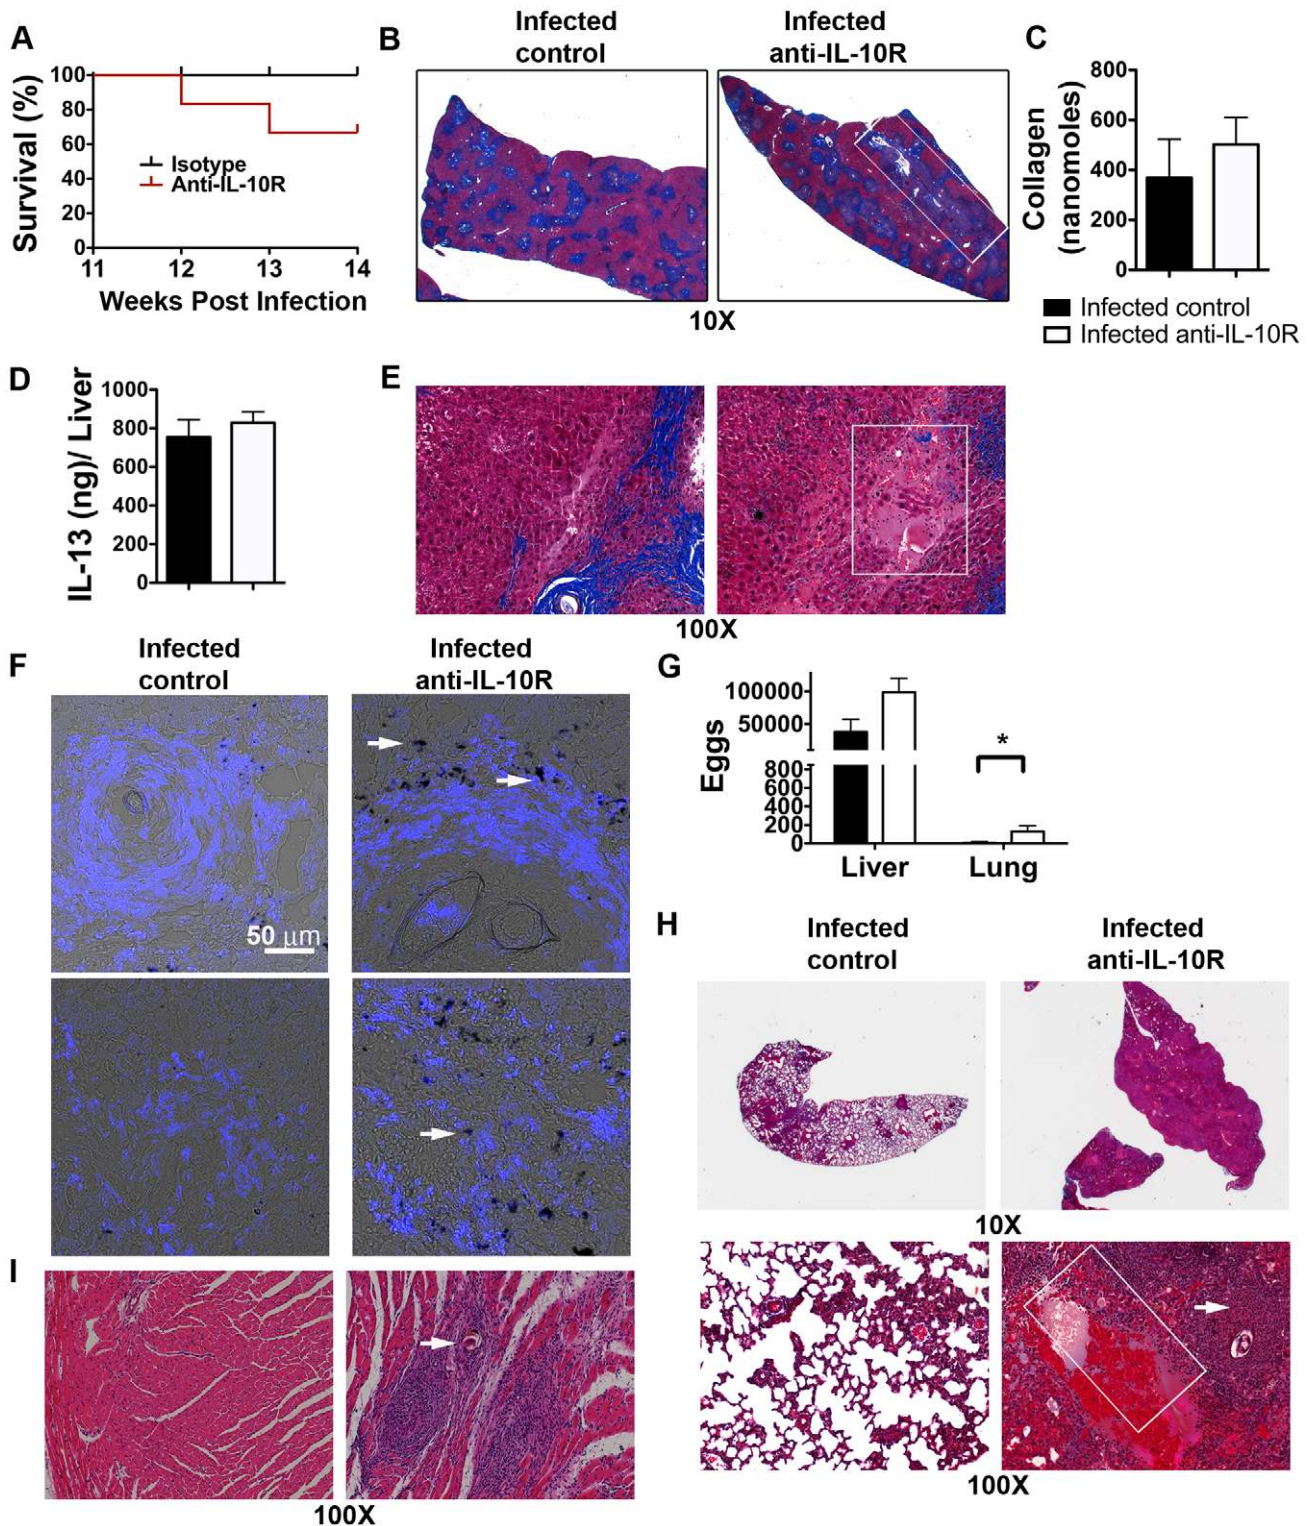 A
Survival (%)
100
80
60
40
20
0
Isotype
Anti-IL-10R
11 12 13 14
Weeks Post Infection
B
Infected
control
Infected
anti-IL-10R
10X
C
Collagen
(nanomoles)
800
600
400
200
0
Infected control
Infected anti-IL-10R
D
IL-13 (ng)/ Liver
1000
800
600
400
200
0
E
100X
F
Infected
control
Infected
anti-IL-10R
50 µm
G
Eggs
100000
50000
800
600
400
200
0
*
Liver Lung
H
Infected
control
Infected
anti-IL-10R
10X
100X
I
100X